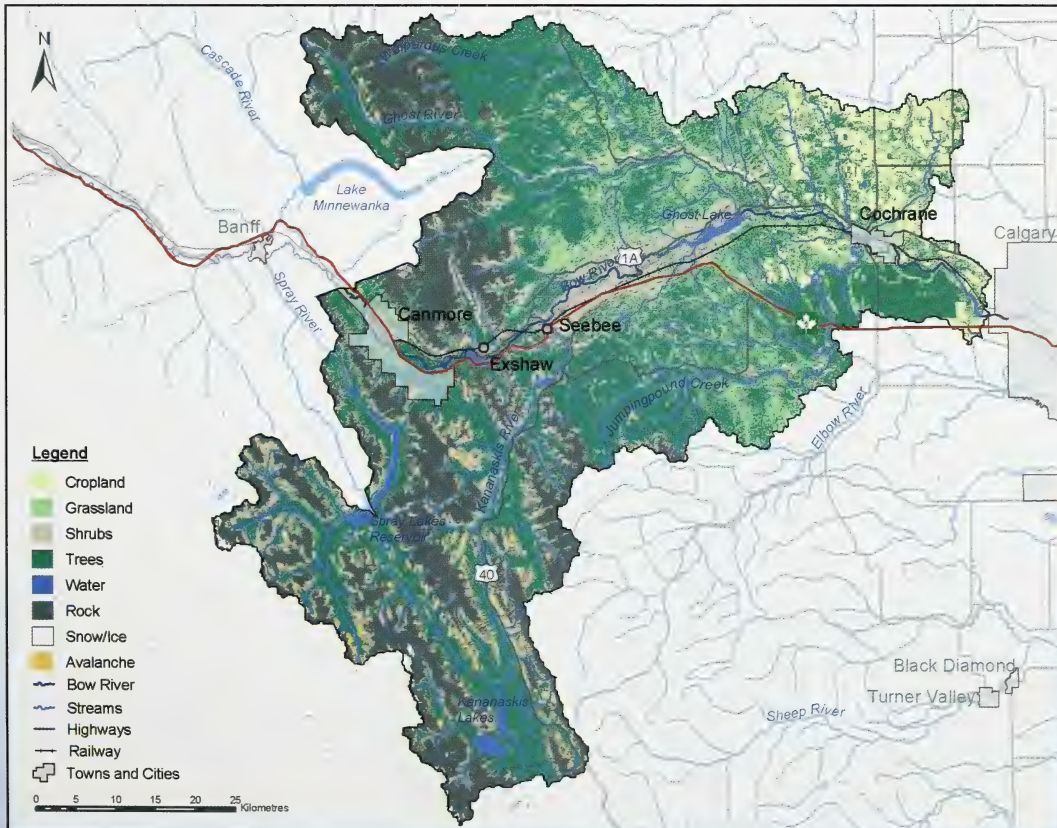 N
Cascade River
Waiparous Creek
Ghost River
Lake
Minnewanka
Banff
Spray River
Ghost Lake
Cochrane
Calgary
1A
Bow River
Canmore
Seebee
Exshaw
Jumpingpound Creek
Elbow River
Kananaskis River
Spray Lakes
Reservoir
40
Kananaskis
Lakes
Black Diamond
Turner Valley
Sheep River
Legend
Cropland
Grassland
Shrubs
Trees
Water
Rock
Snow/Ice
Avalanche
Bow River
Streams
Highways
Railway
Towns and Cities
0 5 10 15 20 25
Kilometres